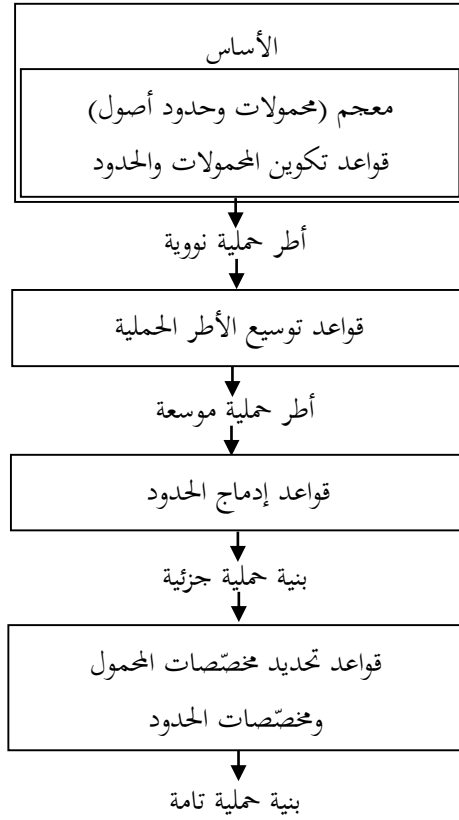 الأساس
معجم (محمولات وحدود أصول)
قواعد تكوين المحمولات والحدود
أطر حملية نووية
قواعد توسيع الأطر الحملية
أطر حملية موسعة
قواعد إدماج الحدود
بنية حملية جزئية
قواعد تحديد مخصّصات المحمول
ومخصّصات الحدود
بنية حملية تامة